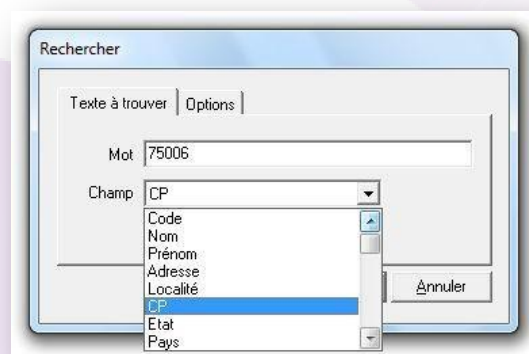 Rechercher
Texte à trouver Options
Mot 75006
Champ CP
Code
Nom
Prénom
Adresse
Localité
CP
Etat
Pays
Annuler